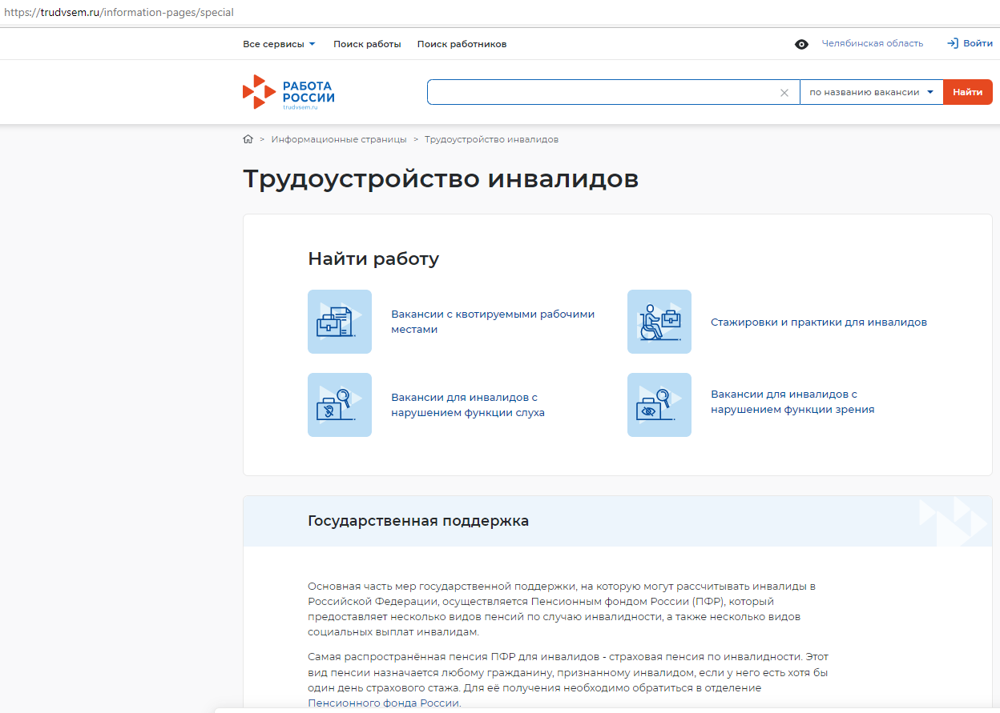 https://trudvsem.ru/information-pages/special
Все сервисы Поиск работы Поиск работников Челябинская область Войти
РАБОТА
РОССИИ
trudvsem.ru
по названию вакансии Найти
> Информационные страницы > Трудоустройство инвалидов
Трудоустройство инвалидов
Найти работу
Вакансии с квотируемыми рабочими
местами
Стажировки и практики для инвалидов
Вакансии для инвалидов с
нарушением функции слуха
Вакансии для инвалидов с
нарушением функции зрения
Государственная поддержка
Основная часть мер государственной поддержки, на которую могут рассчитывать инвалиды в
Российской Федерации, осуществляется Пенсионным фондом России (ПФР), который
предоставляет несколько видов пенсий по случаю инвалидности, а также несколько видов
социальных выплат инвалидам.
Самая распространённая пенсия ПФР для инвалидов - страховая пенсия по инвалидности. Этот
вид пенсии назначается любому гражданину, признанному инвалидом, если у него есть хотя бы
один день страхового стажа. Для её получения необходимо обратиться в отделение
Пенсионного фонда России.